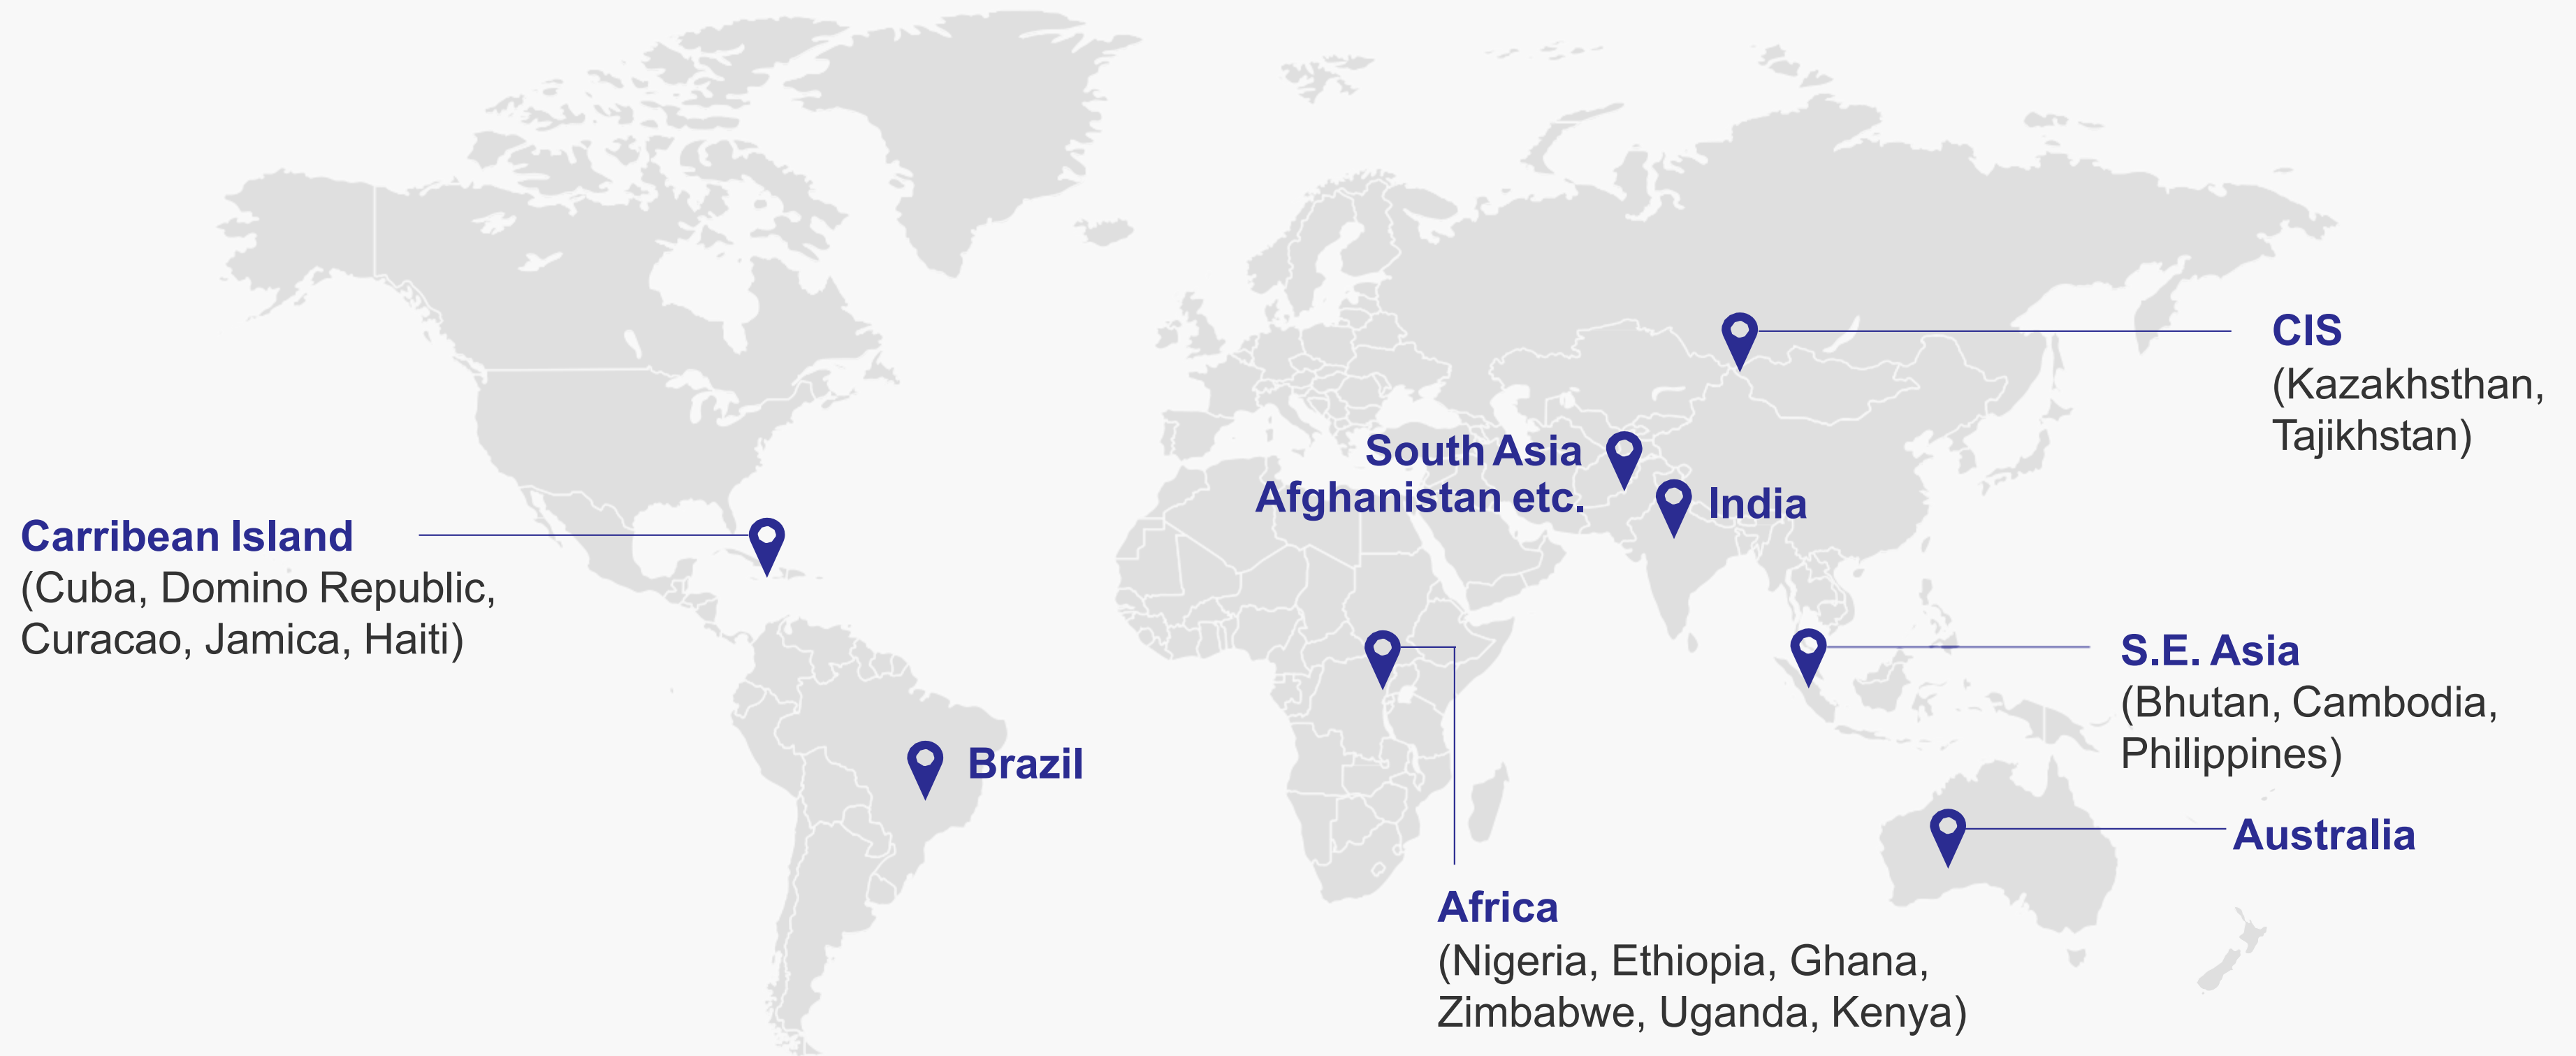 CIS
(Kazakhsthan,
Tajikhstan)
South Asia
Afghanistan etc.
India
Carribean Island
(Cuba, Domino Republic,
Curacao, Jamica, Haiti)
S.E. Asia
(Bhutan, Cambodia,
Philippines)
Brazil
Australia
Africa
(Nigeria, Ethiopia, Ghana,
Zimbabwe, Uganda, Kenya)